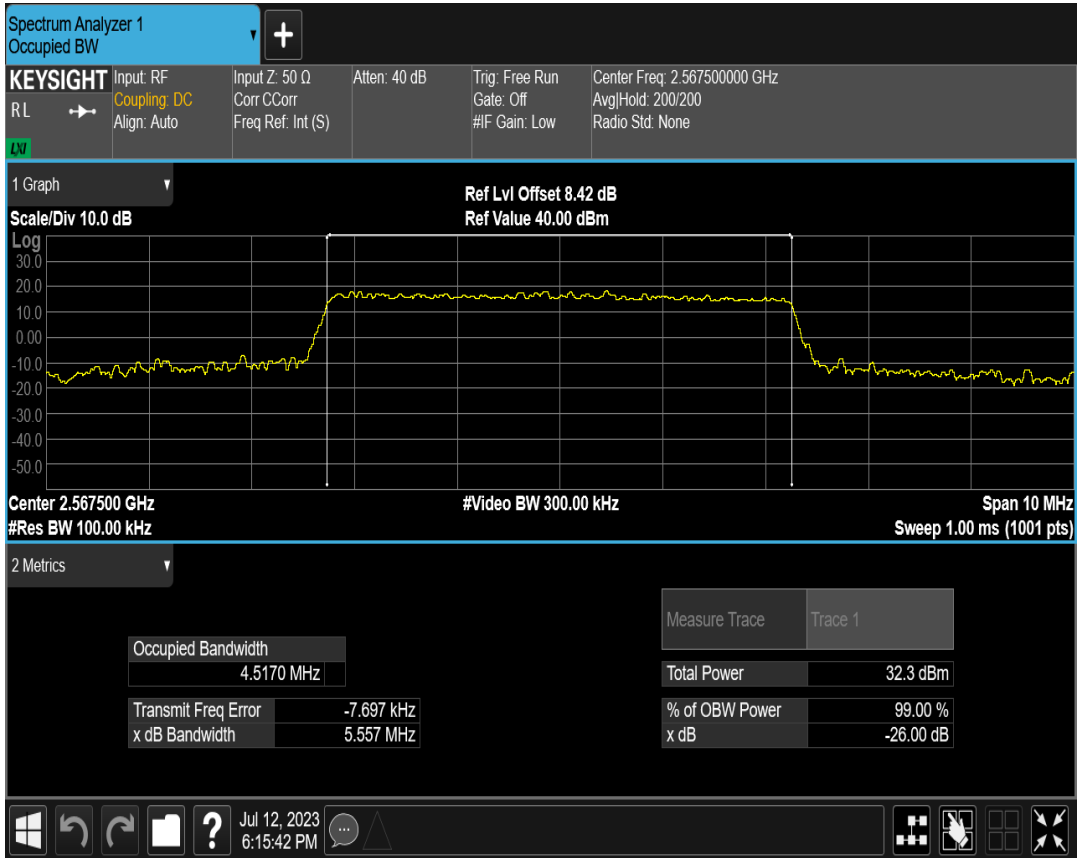 Spectrum Analyzer 1
Occupied BW
KEYSIGHT
R L
LXI
Input: RF
Coupling: DC
Align: Auto
Input Z: 50 Ω
Corr CCorr
Freq Ref: Int (S)
Atten: 40 dB
Trig: Free Run
Gate: Off
#IF Gain: Low
Center Freq: 2.567500000 GHz
Avg|Hold: 200/200
Radio Std: None
1 Graph
Scale/Div 10.0 dB
Ref Lvl Offset 8.42 dB
Ref Value 40.00 dBm
Log
30.0
20.0
10.0
0.00
-10.0
-20.0
-30.0
-40.0
-50.0
Center 2.567500 GHz
#Video BW 300.00 kHz
Span 10 MHz
#Res BW 100.00 kHz
Sweep 1.00 ms (1001 pts)
2 Metrics
Measure Trace
Trace 1
Occupied Bandwidth
4.5170 MHz
Total Power
32.3 dBm
Transmit Freq Error
-7.697 kHz
% of OBW Power
99.00 %
x dB Bandwidth
5.557 MHz
x dB
-26.00 dB
?
Jul 12, 2023
6:15:42 PM